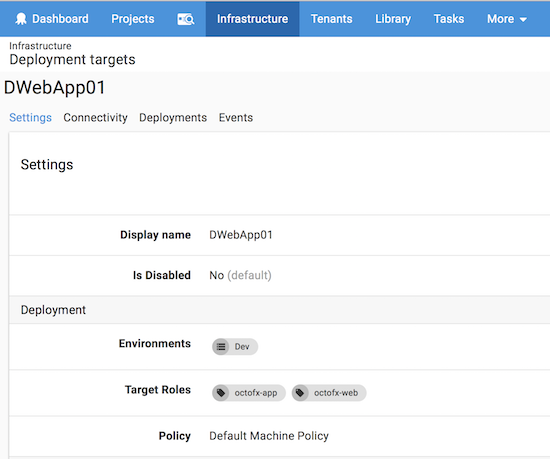 Dashboard Projects Infrastructure Tenants Library Tasks More
Infrastructure
Deployment targets
DWebApp01
Settings Connectivity Deployments Events
Settings
Display name DWebApp01
Is Disabled No (default)
Deployment
Environments Dev
Target Roles octofx-app octofx-web
Policy Default Machine Policy